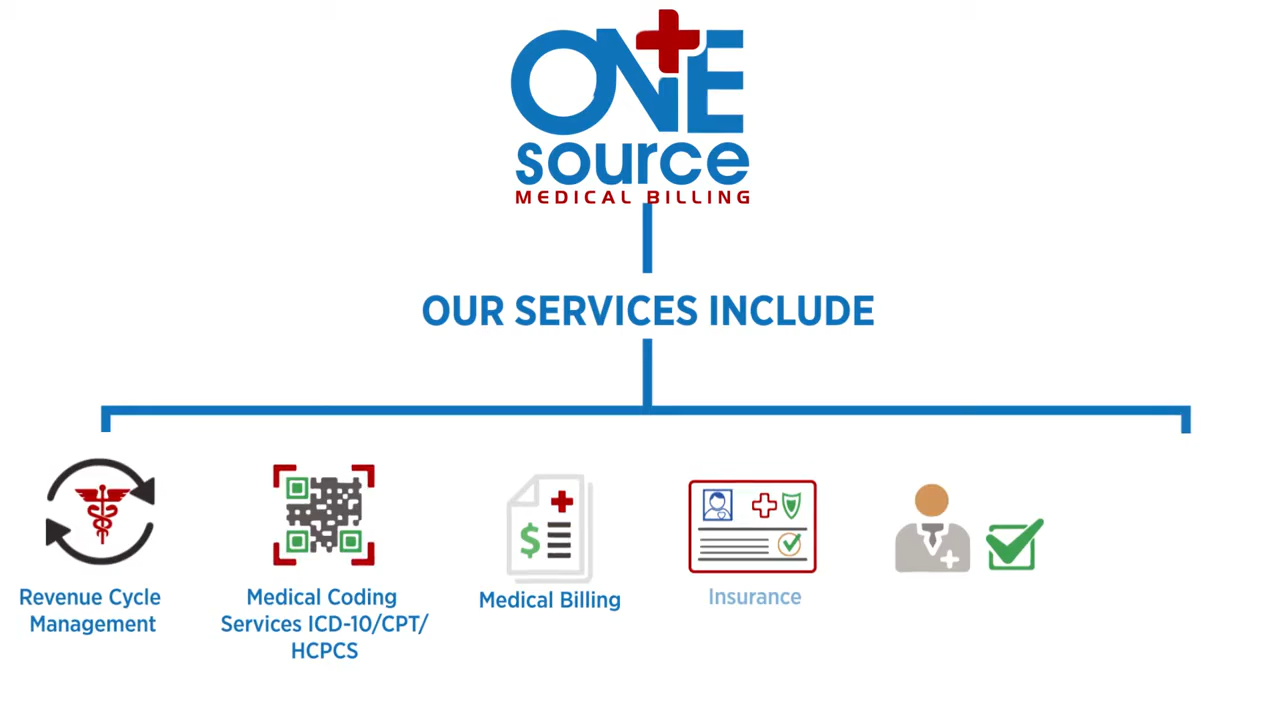 ONE
source
MEDICAL BILLING
OUR SERVICES INCLUDE
Revenue Cycle
Management
Medical Coding
Services ICD-10/CPT/
HCPCS
$
Medical Billing
Insurance